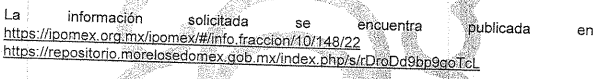 La información solicitada se encuentra publicada en
https://ipomex.org.mx/ipomex/#/info.fraccion/10/148/22
https://repositorio.morelosedomex.gob.mx/index.php/s/rDroDd9bp9goTcL